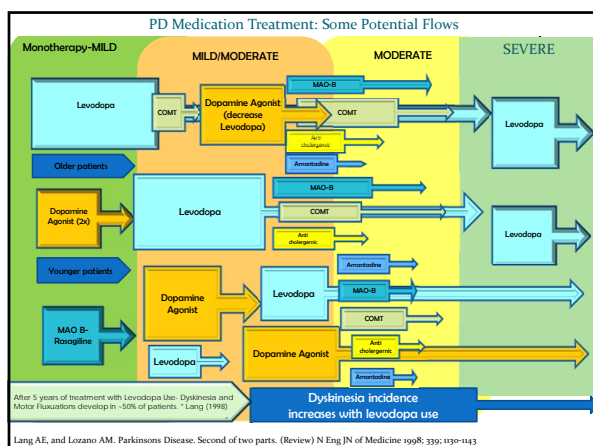 PD Medication Treatment: Some Potential Flows
Monotherapy-MILD
MILD/MODERATE
MODERATE
SEVERE
Levodopa
COMT
Dopamine Agonist
(decrease
Levodopa)
MAO-B
COMT
Anti
cholergernic
Amantadine
Levodopa
Older patients
Dopamine
Agonist (2x)
Levodopa
MAO-B
COMT
Anti
cholergernic
Levodopa
Younger patients
MAO B-
Rasagiline
Dopamine
Agonist
Levodopa
Amantadine
MAO-B
COMT
Levodopa
Dopamine Agonist
Anti
cholergernic
Amantadine
After 5 years of treatment with Levodopa Use- Dyskinesia and
Motor Fluxuations develop in ~50% of patients. * Lang (1998)
Dyskinesia incidence
increases with levodopa use
Lang AE, and Lozano AM. Parkinsons Disease. Second of two parts. (Review) N Eng JN of Medicine 1998; 339; 1130-1143